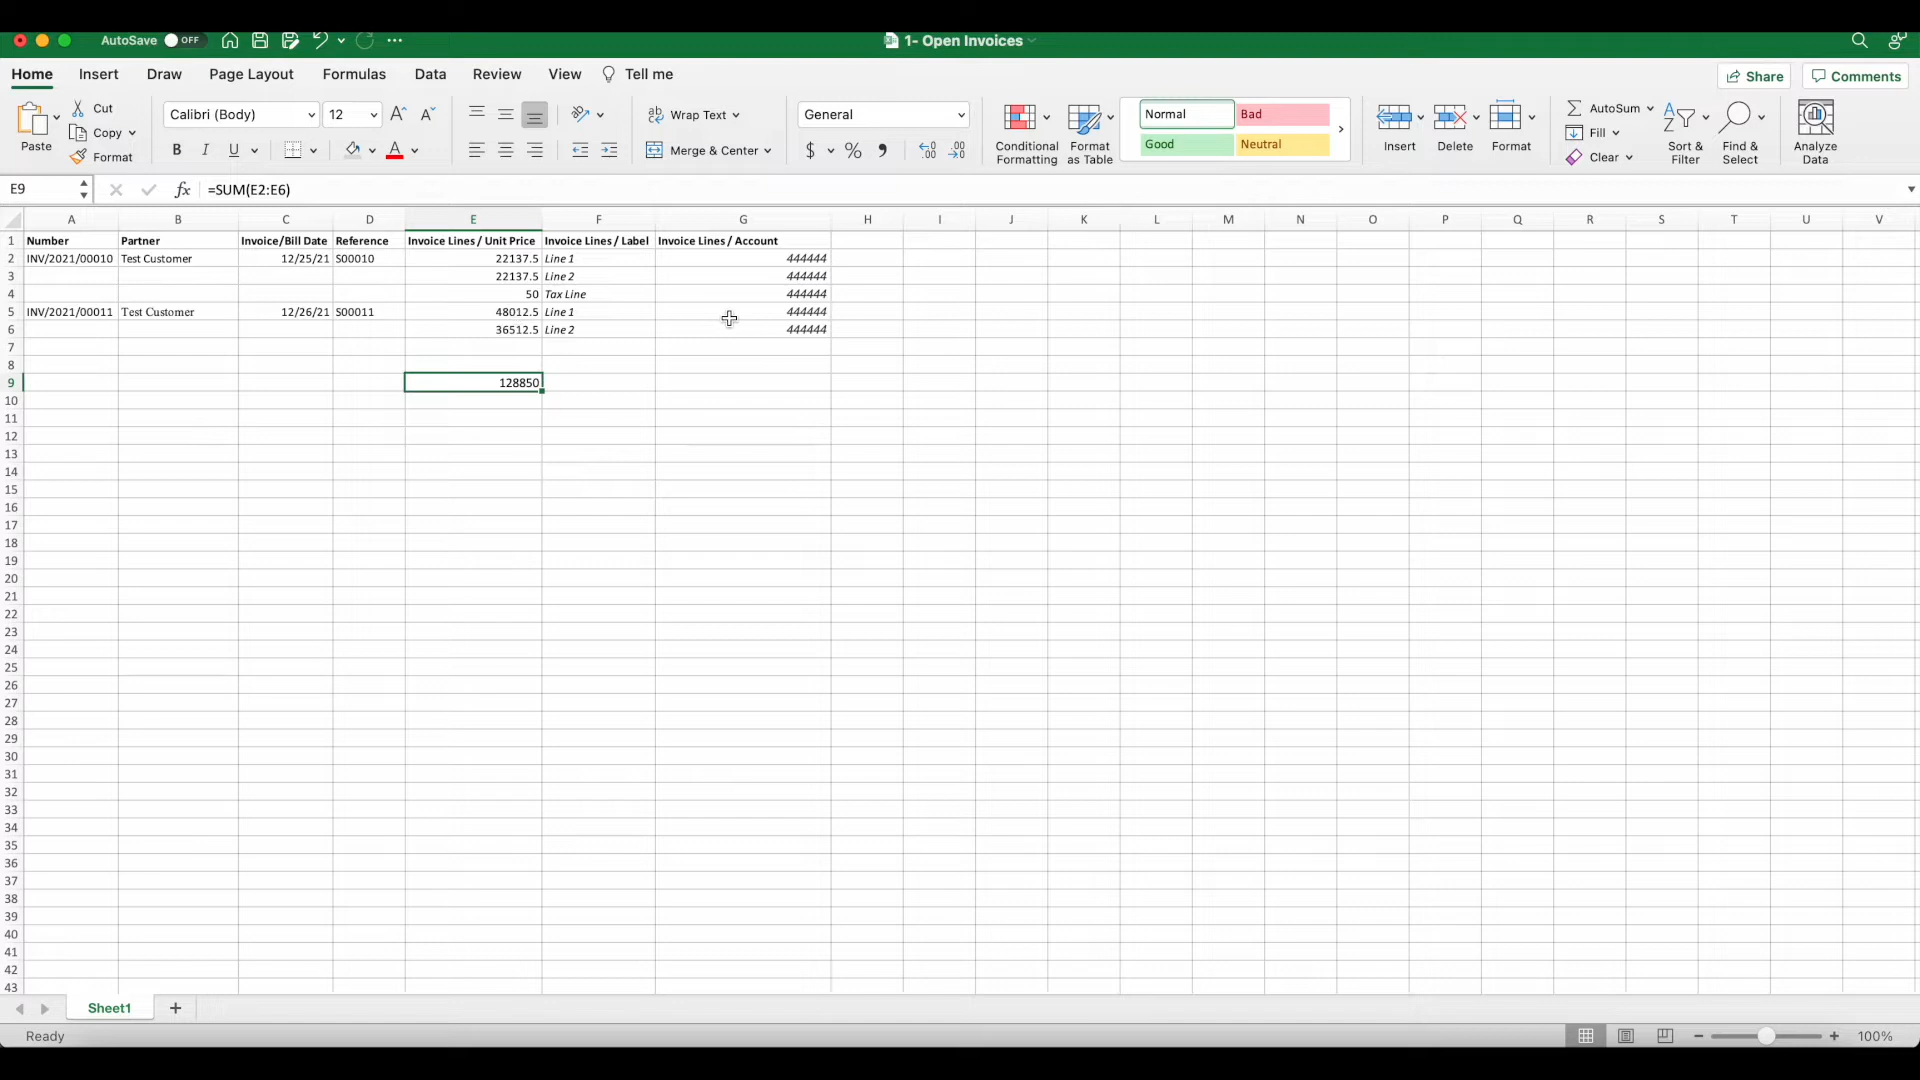 AutoSave OFF 1- Open Invoices
Home Insert Draw Page Layout Formulas Data Review View Tell me Share Comments
Paste Cut Copy Format
Calibri (Body) 12 B I U A
Wrap Text Merge & Center
General $ % 9
Conditional Formatting Format as Table
Normal Bad
Good Neutral
Insert Delete Format
AutoSum Fill Clear
Sort & Filter Find & Select Analyze Data
E9 fx =SUM(E2:E6)
A B C D E F G H I J K L M N O P Q R S T U V
1 Number Partner Invoice/Bill Date Reference Invoice Lines / Unit Price Invoice Lines / Label Invoice Lines / Account
2 INV/2021/00010 Test Customer 12/25/21 S00010 22137.5 Line 1 444444
3 22137.5 Line 2 444444
4 50 Tax Line 444444
5 INV/2021/00011 Test Customer 12/26/21 S00011 48012.5 Line 1 444444
6 36512.5 Line 2 444444
7
8
9 128850
10
11
12
13
14
15
16
17
18
19
20
21
22
23
24
25
26
27
28
29
30
31
32
33
34
35
36
37
38
39
40
41
42
43
Sheet1 +
Ready 100%